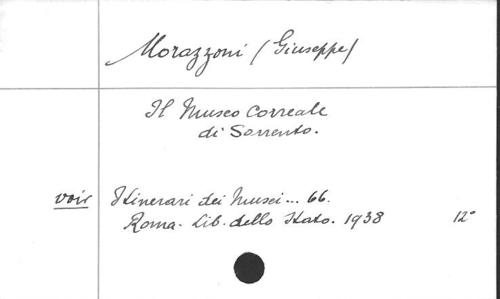 Morazzoni (Giuseppe)
Il Museo Correale
di Sorrento.
voir Itinerari dei Musei... 66.
Roma. Lib. dello Stato. 1938 12°